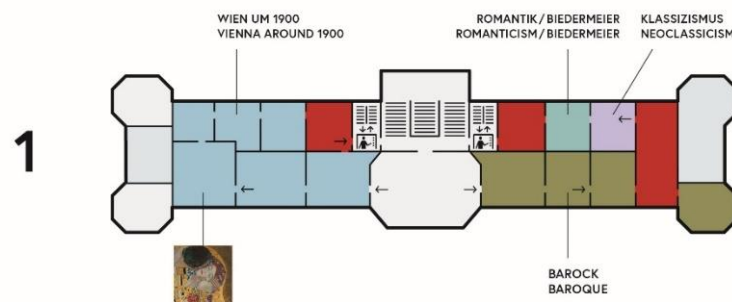 WIEN UM 1900
VIENNA AROUND 1900
ROMANTIK / BIEDERMEIER
ROMANTICISM / BIEDERMEIER
KLASSIZISMUS
NEOCLASSICISM
1
BAROCK
BAROQUE